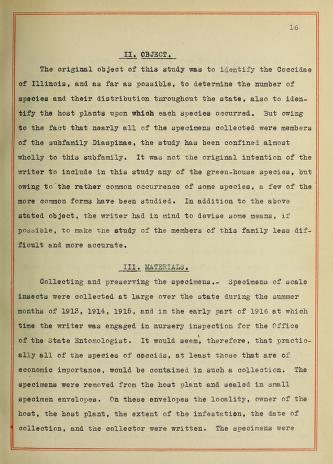 16
II. OBJECT.
The original object of this study was to identify the Coccidae
of Illinois, and as far as possible, to determine the number of
species and their distribution throughout the state, also to iden-
tify the host plants upon which each species occurred. But owing
to the fact that nearly all of the specimens collected were members
of the subfamily Diaspinae, the study has been confined almost
wholly to this subfamily. It was not the original intention of the
writer to include in this study any of the green-house species, but
owing to the rather common occurrence of some species, a few of the
more common forms have been studied. In addition to the above
stated object, the writer had in mind to devise some means, if
possible, to make the study of the members of this family less dif-
ficult and more accurate.
III. MATERIALS.
Collecting and preserving the specimens.- Specimens of scale
insects were collected at large over the state during the summer
months of 1913, 1914, 1915, and in the early part of 1916 at which
time the writer was engaged in nursery inspection for the Office
of the State Entomologist. It would seem, therefore, that practic-
ally all of the species of coccids, at least those that are of
economic importance, would be contained in such a collection. The
specimens were removed from the host plant and sealed in small
specimen envelopes. On these envelopes the locality, owner of the
host, the host plant, the extent of the infestation, the date of
collection, and the collector were written. The specimens were